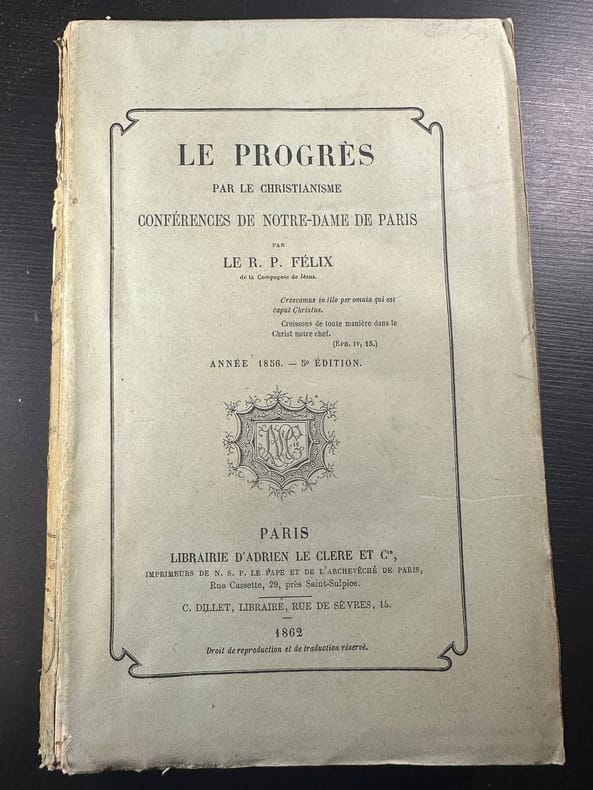 LE PROGRÈS
PAR LE CHRISTIANISME
CONFÉRENCES DE NOTRE-DAME DE PARIS
PAR
LE R. P. FÉLIX
de la Compagnie de Jésus.
Crescamus in illo per omnia qui est
caput Christus.
Croissons de toute manière dans le
Christ notre chef.
(EPH. IV, 15.)
ANNÉE 1856. — 5e ÉDITION.
PARIS
LIBRAIRIE D'ADRIEN LE CLERE ET Cie,
IMPRIMEURS DE N. S. P. LE PAPE ET DE L'ARCHEVÊCHÉ DE PARIS,
Rue Cassette, 29, près Saint-Sulpice.
C. DILLET, LIBRAIRE, RUE DE SÈVRES, 15.
1862
Droit de reproduction et de traduction réservé.